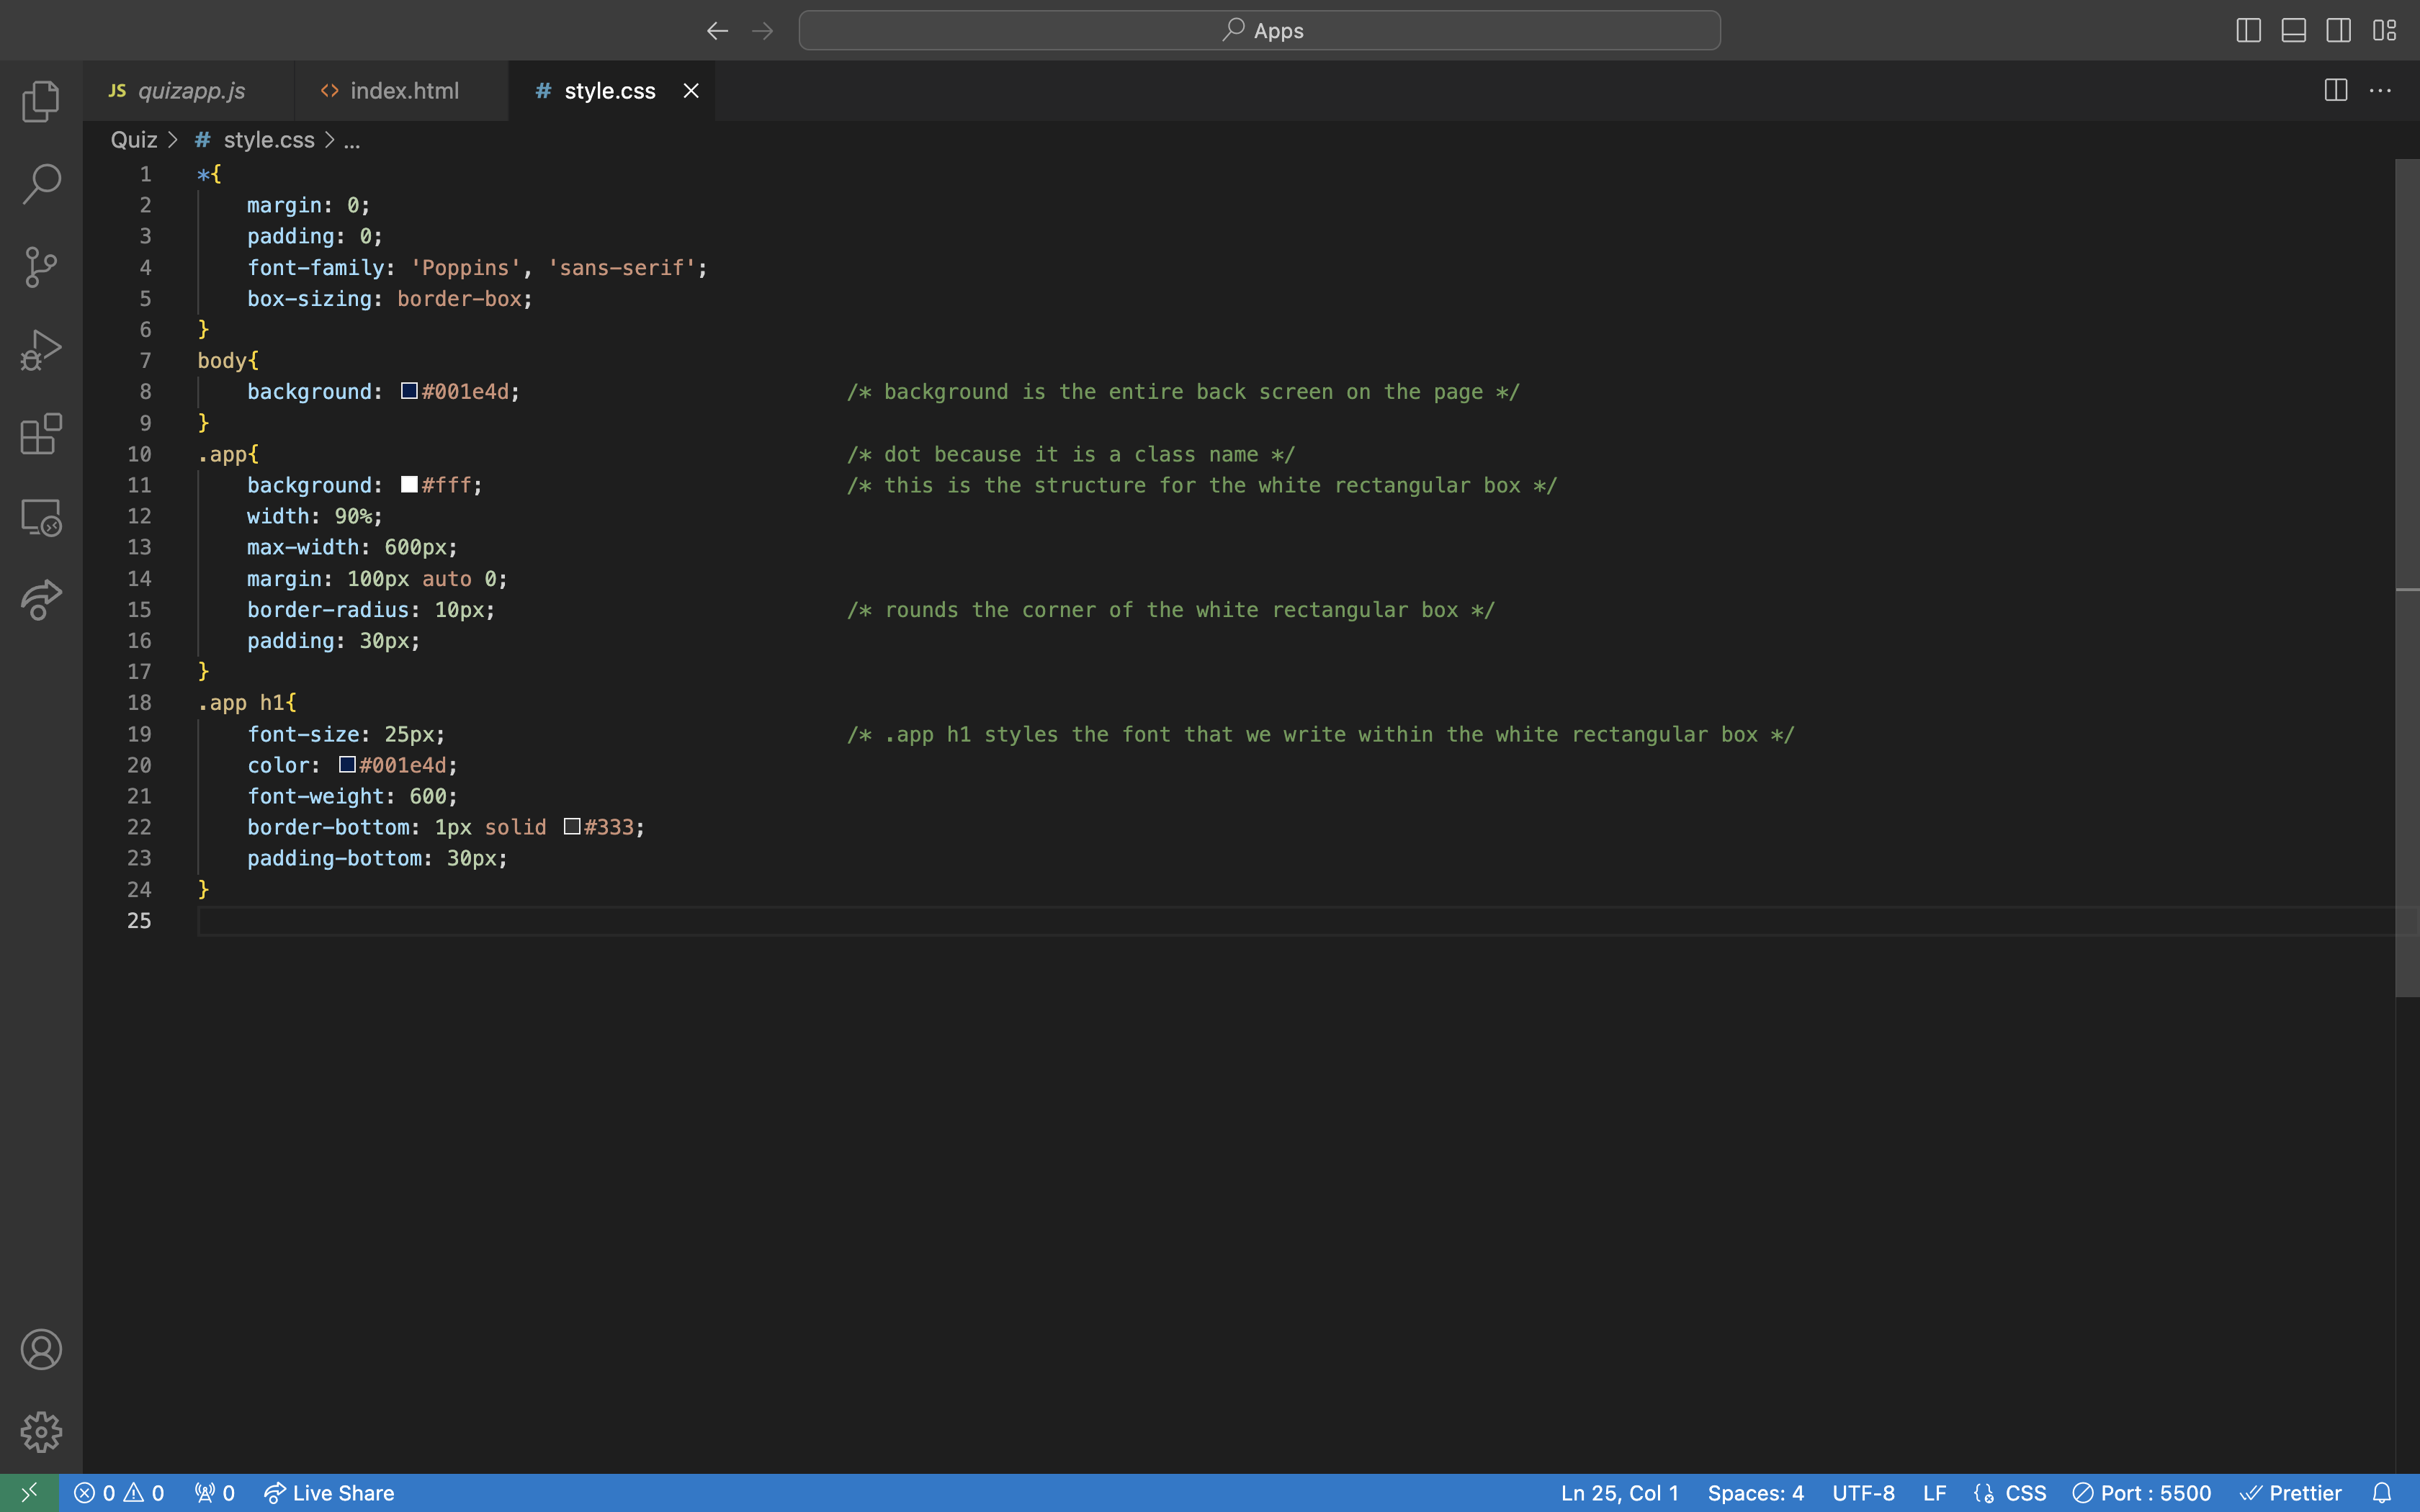 Apps
JS quizapp.js <> index.html # style.css
Quiz > # style.css > ...
1 *{
2 margin: 0;
3 padding: 0;
4 font-family: 'Poppins', 'sans-serif';
5 box-sizing: border-box;
6 }
7 body{
8 background: #001e4d; /* background is the entire back screen on the page */
9 }
10 .app{ /* dot because it is a class name */
11 background: #fff; /* this is the structure for the white rectangular box */
12 width: 90%;
13 max-width: 600px;
14 margin: 100px auto 0;
15 border-radius: 10px; /* rounds the corner of the white rectangular box */
16 padding: 30px;
17 }
18 .app h1{
19 font-size: 25px; /* .app h1 styles the font that we write within the white rectangular box */
20 color: #001e4d;
21 font-weight: 600;
22 border-bottom: 1px solid #333;
23 padding-bottom: 30px;
24 }
25
0 0 0 Live Share Ln 25, Col 1 Spaces: 4 UTF-8 LF {} CSS Port : 5500 Prettier